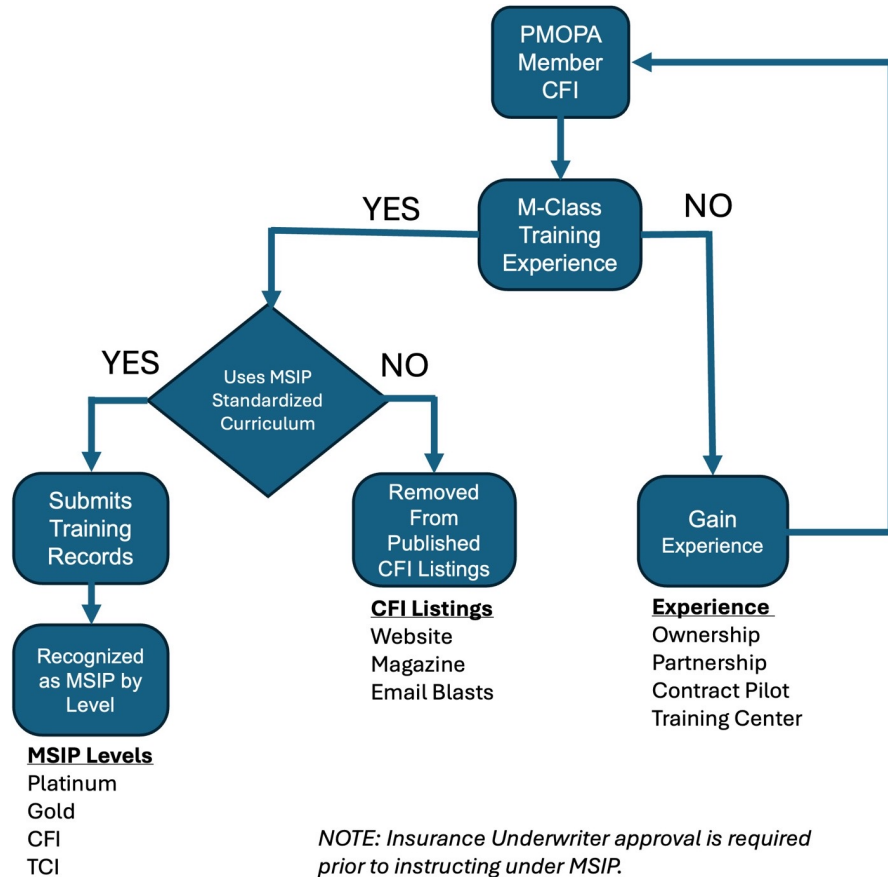 PMOPA
Member
CFI
YES
M-Class
Training
Experience
NO
YES
Uses MSIP
Standardized
Curriculum
NO
Submits
Training
Records
Removed
From
Published
CFI Listings
Gain
Experience
Recognized
as MSIP by
Level
CFI Listings
Website
Magazine
Email Blasts
Experience
Ownership
Partnership
Contract Pilot
Training Center
MSIP Levels
Platinum
Gold
CFI
TCI
NOTE: Insurance Underwriter approval is required
prior to instructing under MSIP.